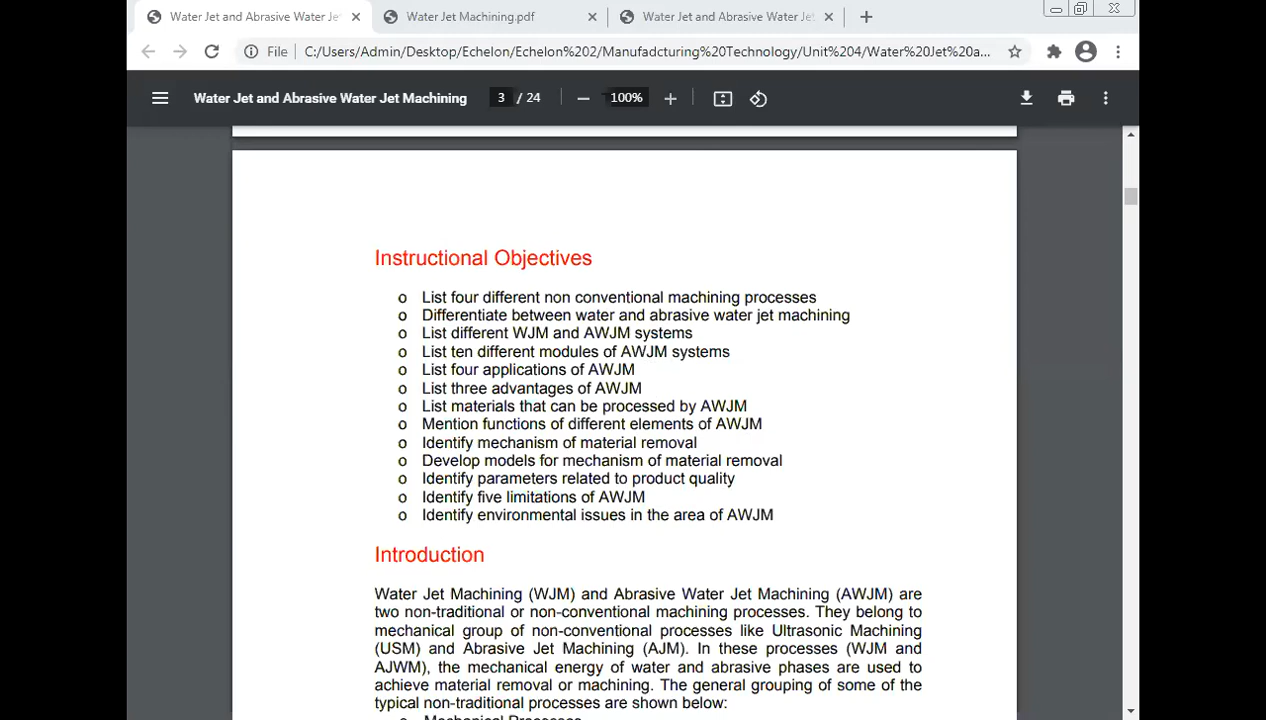 Water Jet and Abrasive Water Jet
Water Jet Machining.pdf
Water Jet and Abrasive Water Jet
File
C:/Users/Admin/Desktop/Echelon/Echelon%202/Manufadcturing%20Technology/Unit%204/Water%20Jet%20a...
Water Jet and Abrasive Water Jet Machining
3 / 24
100%
Instructional Objectives
o List four different non conventional machining processes
o Differentiate between water and abrasive water jet machining
o List different WJM and AWJM systems
o List ten different modules of AWJM systems
o List four applications of AWJM
o List three advantages of AWJM
o List materials that can be processed by AWJM
o Mention functions of different elements of AWJM
o Identify mechanism of material removal
o Develop models for mechanism of material removal
o Identify parameters related to product quality
o Identify five limitations of AWJM
o Identify environmental issues in the area of AWJM
Introduction
Water Jet Machining (WJM) and Abrasive Water Jet Machining (AWJM) are
two non-traditional or non-conventional machining processes. They belong to
mechanical group of non-conventional processes like Ultrasonic Machining
(USM) and Abrasive Jet Machining (AJM). In these processes (WJM and
AJWM), the mechanical energy of water and abrasive phases are used to
achieve material removal or machining. The general grouping of some of the
typical non-traditional processes are shown below:
o Mechanical Processes